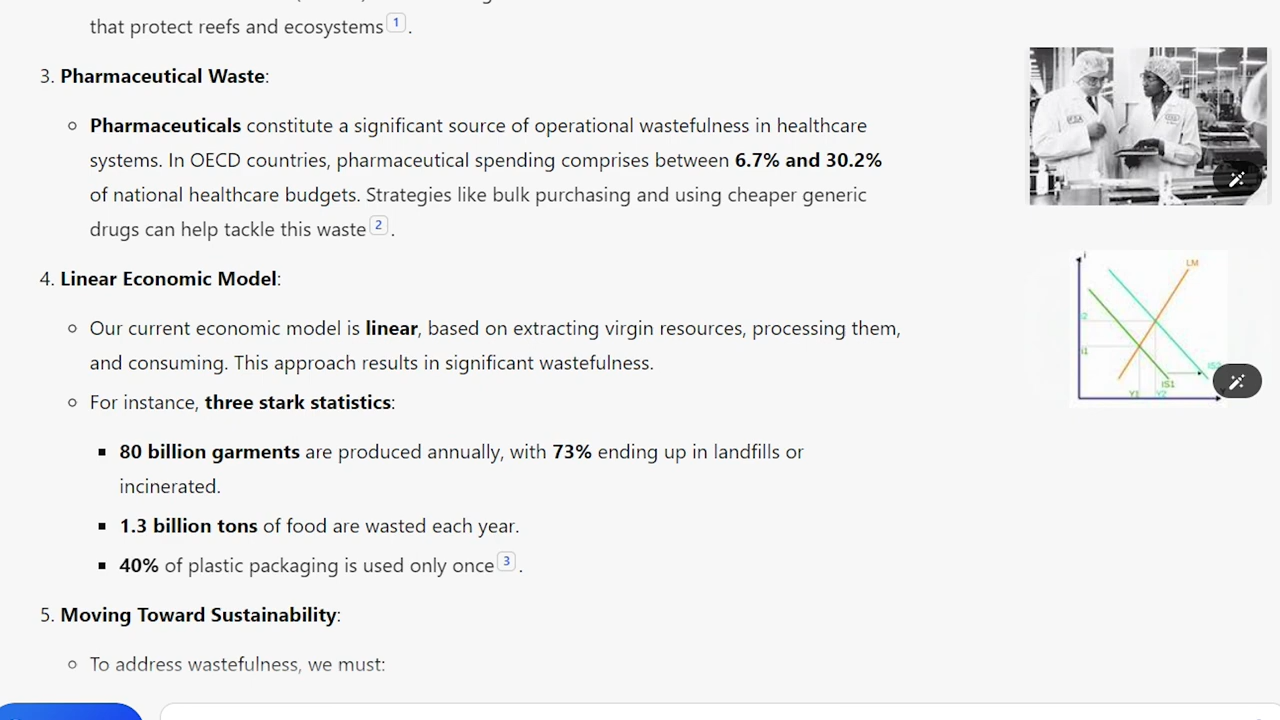 that protect reefs and ecosystems 1 .
3. Pharmaceutical Waste:
Pharmaceuticals constitute a significant source of operational wastefulness in healthcare
systems. In OECD countries, pharmaceutical spending comprises between 6.7% and 30.2%
of national healthcare budgets. Strategies like bulk purchasing and using cheaper generic
drugs can help tackle this waste 2 .
4. Linear Economic Model:
Our current economic model is linear, based on extracting virgin resources, processing them,
and consuming. This approach results in significant wastefulness.
For instance, three stark statistics:
80 billion garments are produced annually, with 73% ending up in landfills or
incinerated.
1.3 billion tons of food are wasted each year.
40% of plastic packaging is used only once 3 .
5. Moving Toward Sustainability:
To address wastefulness, we must:
i
LM
i2
i1
IS1
IS2
Y1 Y2